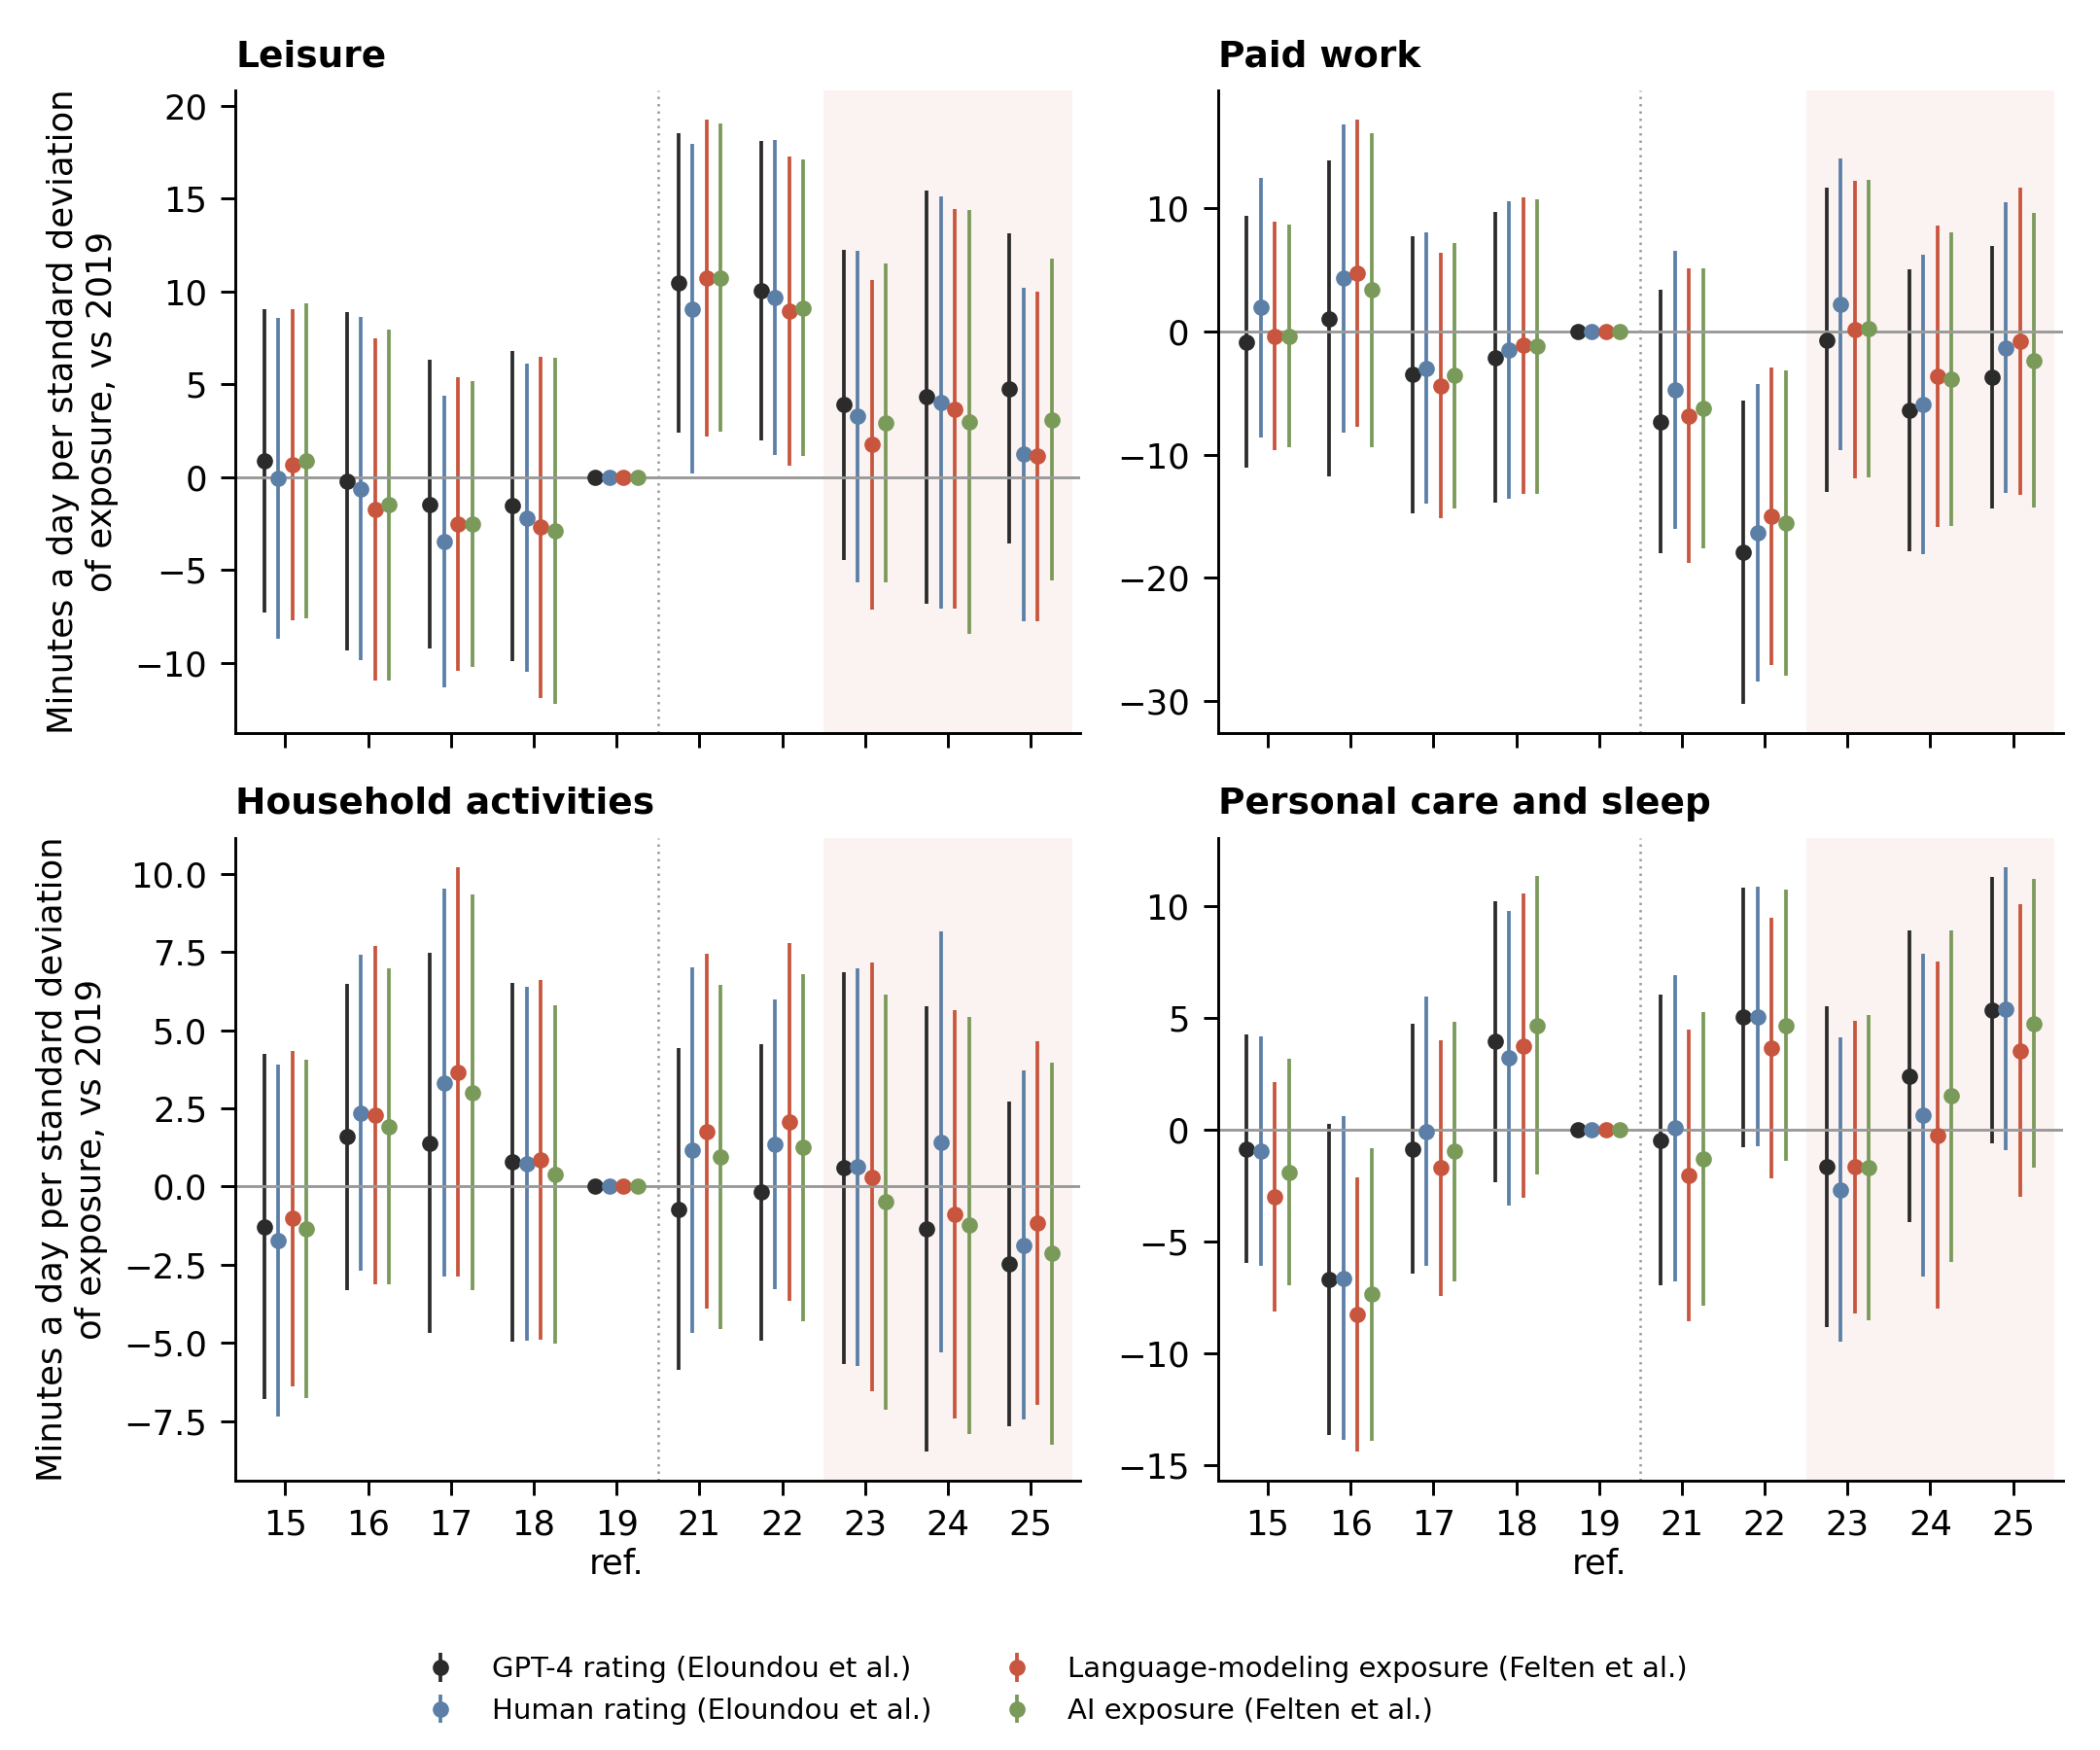 Leisure
Paid work
Minutes a day per standard deviation
of exposure, vs 2019
20
15
10
5
0
−5
−10
10
0
−10
−20
−30
Household activities
Personal care and sleep
Minutes a day per standard deviation
of exposure, vs 2019
10.0
7.5
5.0
2.5
0.0
−2.5
−5.0
−7.5
15 16 17 18 19 21 22 23 24 25
ref.
10
5
0
−5
−10
−15
15 16 17 18 19 21 22 23 24 25
ref.
GPT-4 rating (Eloundou et al.)
Human rating (Eloundou et al.)
Language-modeling exposure (Felten et al.)
AI exposure (Felten et al.)